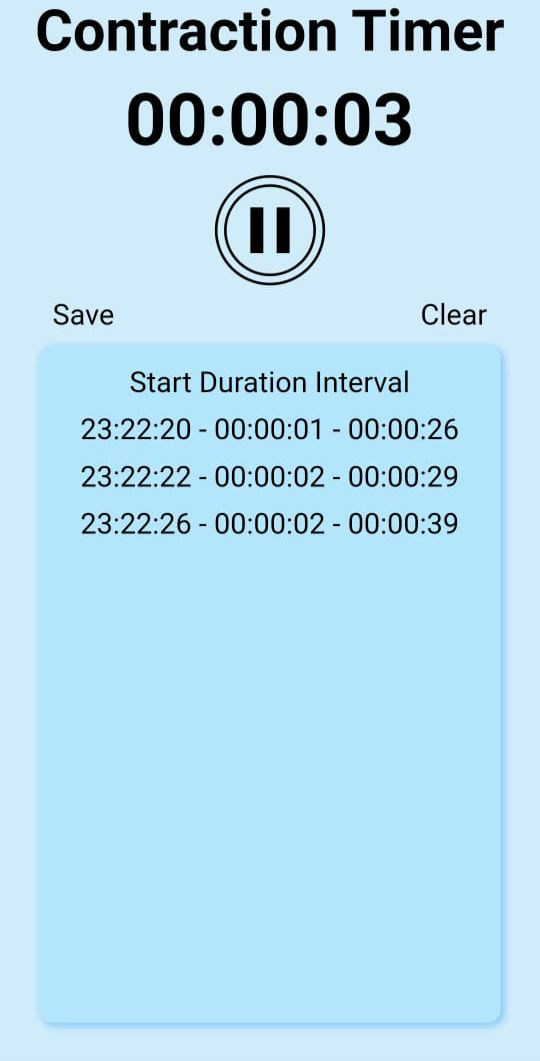 Contraction Timer
00:00:03
Save Clear
Start Duration Interval
23:22:20 - 00:00:01 - 00:00:26
23:22:22 - 00:00:02 - 00:00:29
23:22:26 - 00:00:02 - 00:00:39